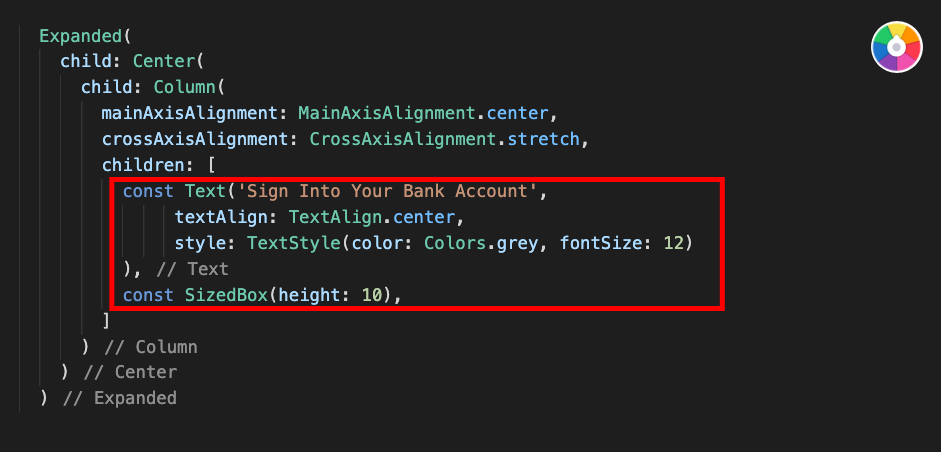 Expanded(
child: Center(
child: Column(
mainAxisAlignment: MainAxisAlignment.center,
crossAxisAlignment: CrossAxisAlignment.stretch,
children: [
const Text('Sign Into Your Bank Account',
textAlign: TextAlign.center,
style: TextStyle(color: Colors.grey, fontSize: 12)
), // Text
const SizedBox(height: 10),
]
) // Column
) // Center
) // Expanded